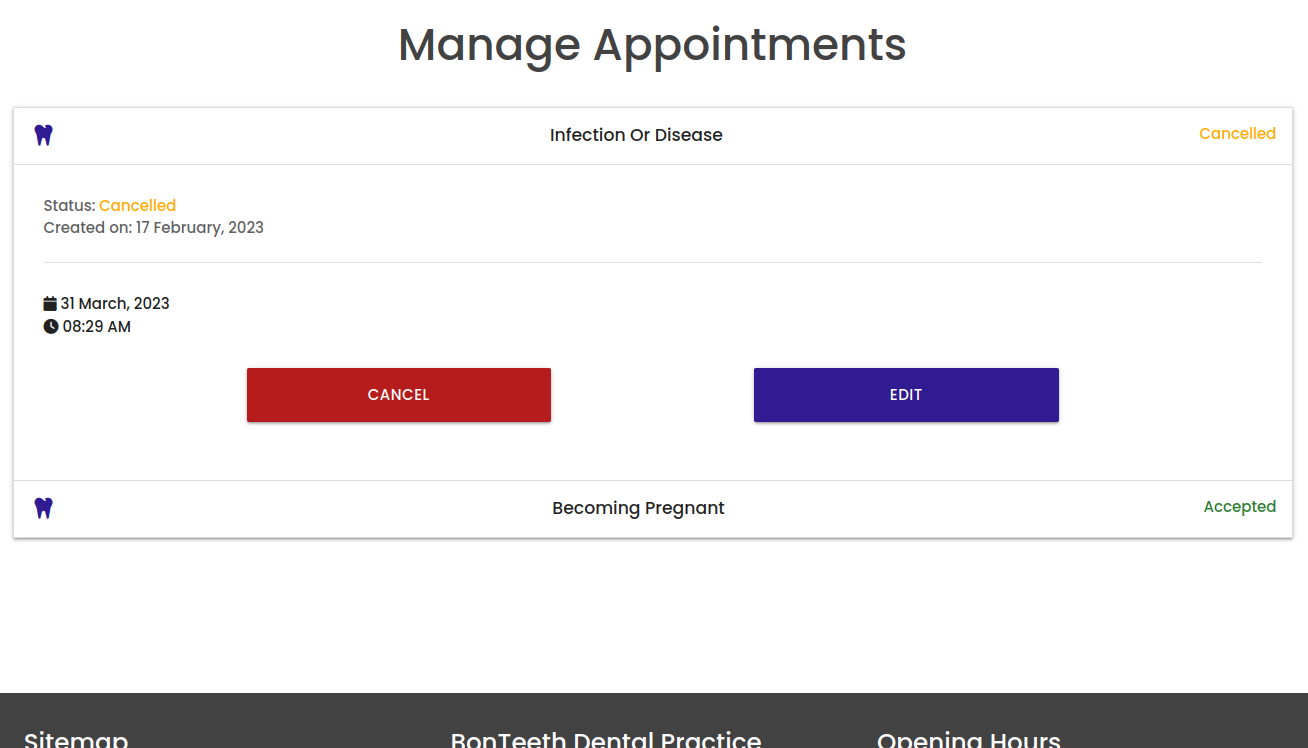 Manage Appointments
Infection Or Disease
Cancelled
Status: Cancelled
Created on: 17 February, 2023
31 March, 2023
08:29 AM
CANCEL
EDIT
Becoming Pregnant
Accepted
Sitemap
BonTeeth Dental Practice
Opening Hours